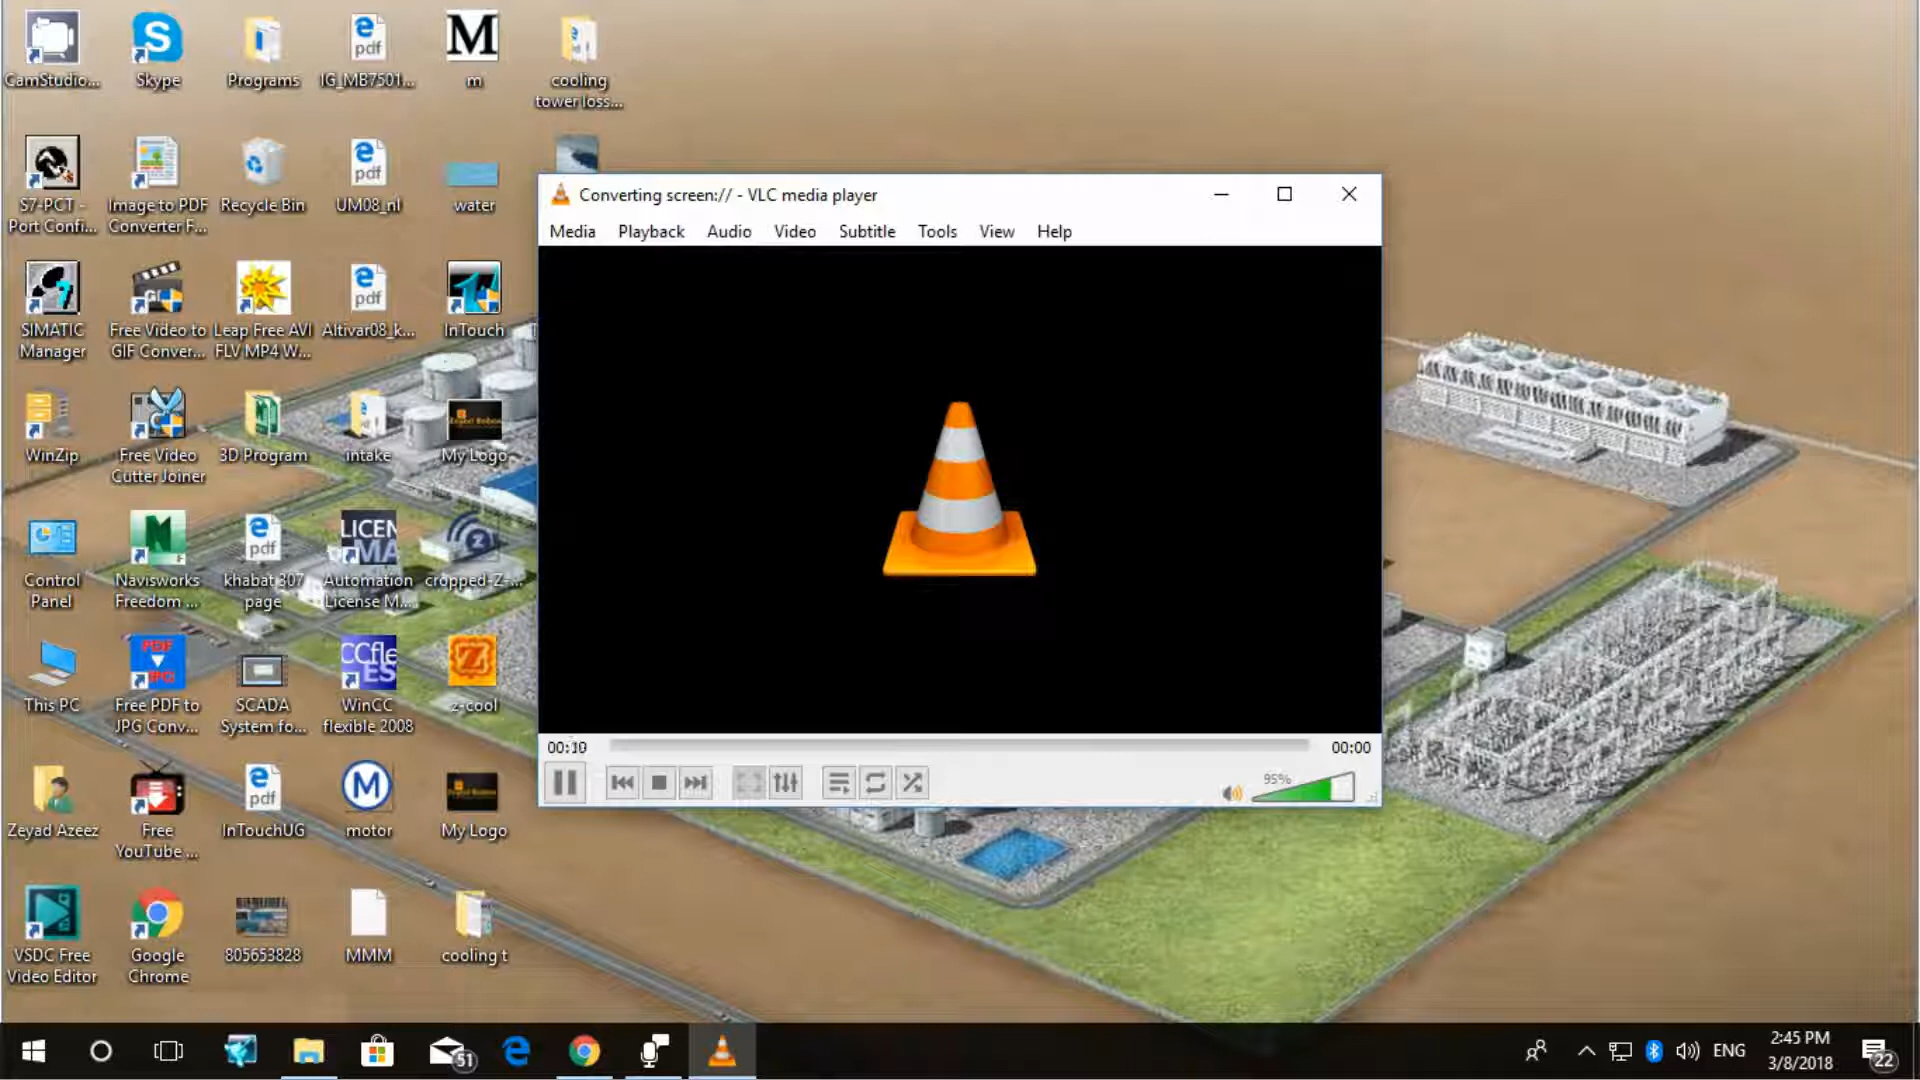 CamStudio...
Skype
Programs
IG_MB7501...
m
cooling
tower loss...
S7-PCT -
Port Confi...
Image to PDF
Converter F...
Recycle Bin
UM08_nl
water
SIMATIC
Manager
Free Video to
GIF Conver...
Leap Free AVI
FLV MP4 W...
Altivar08_k...
InTouch
WinZip
Free Video
Cutter Joiner
3D Program
intake
My Logo
Control
Panel
Navisworks
Freedom ...
khabat 307
page
Automation
License M...
cropped-Z-...
This PC
Free PDF to
JPG Conv...
SCADA
System fo...
WinCC
flexible 2008
z-cool
Zeyad Azeez
Free
YouTube ...
InTouchUG
motor
My Logo
VSDC Free
Video Editor
Google
Chrome
805653828
MMM
cooling t
Converting screen:// - VLC media player
Media Playback Audio Video Subtitle Tools View Help
00:10
00:00
95%
51
ENG
2:45 PM
3/8/2018
22